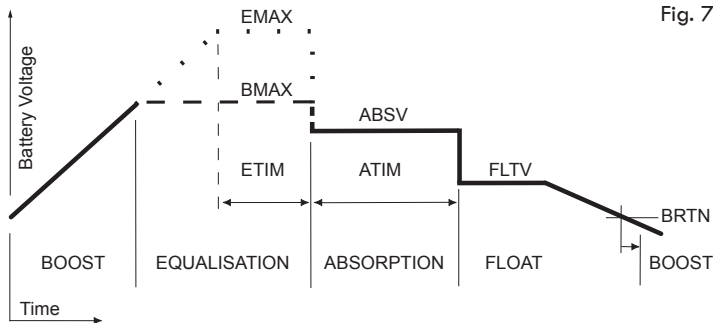 Fig. 7
EMAX
BMAX
Battery Voltage
ABSV
ETIM
ATIM
FLTV
BRTN
BOOST
EQUALISATION
ABSORPTION
FLOAT
BOOST
Time